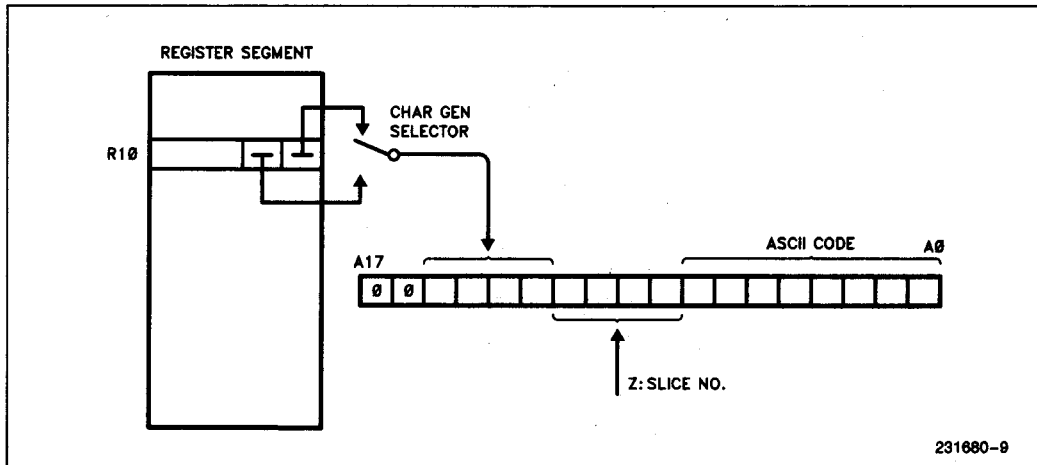 REGISTER SEGMENT
CHAR GEN
SELECTOR
R10
ASCII CODE
A17
A0
0 0
Z: SLICE NO.
231680-9